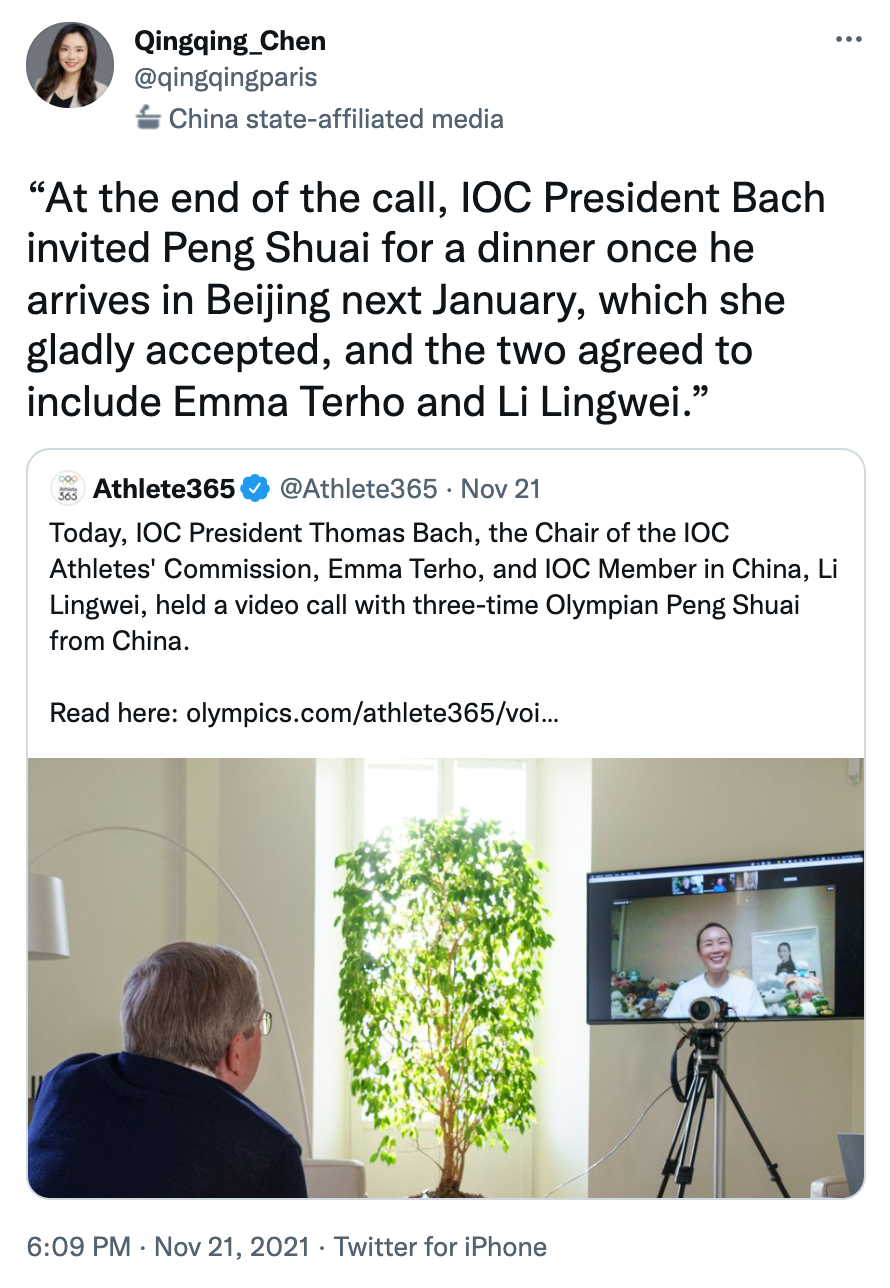 Qingqing_Chen
@qingqingparis
China state-affiliated media
“At the end of the call, IOC President Bach
invited Peng Shuai for a dinner once he
arrives in Beijing next January, which she
gladly accepted, and the two agreed to
include Emma Terho and Li Lingwei.”
Athlete365 @Athlete365 · Nov 21
Athlete
365
Today, IOC President Thomas Bach, the Chair of the IOC
Athletes' Commission, Emma Terho, and IOC Member in China, Li
Lingwei, held a video call with three-time Olympian Peng Shuai
from China.
Read here: olympics.com/athlete365/voi...
6:09 PM · Nov 21, 2021 · Twitter for iPhone